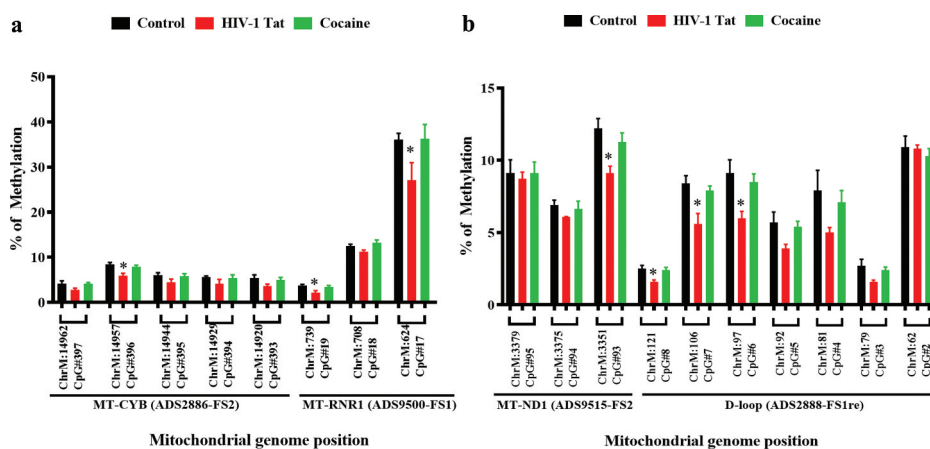 a
Control HIV-1 Tat Cocaine
% of Methylation
50
40
30
20
10
0
*
*
*
ChrM:14962
CpG#397
ChrM:14957
CpG#396
ChrM:14944
CpG#395
ChrM:14929
CpG#394
ChrM:14920
CpG#393
ChrM:739
CpG#19
ChrM:708
CpG#18
ChrM:624
CpG#17
MT-CYB (ADS2886-FS2)
MT-RNR1 (ADS9500-FS1)
Mitochondrial genome position
b
Control HIV-1 Tat Cocaine
% of Methylation
15
10
5
0
*
*
*
*
ChrM:3379
CpG#95
ChrM:3375
CpG#94
ChrM:3351
CpG#93
ChrM:121
CpG#8
ChrM:106
CpG#7
ChrM:97
CpG#6
ChrM:92
CpG#5
ChrM:81
CpG#4
ChrM:79
CpG#3
ChrM:62
CpG#2
MT-ND1 (ADS9515-FS2
D-loop (ADS2888-FS1re)
Mitochondrial genome position